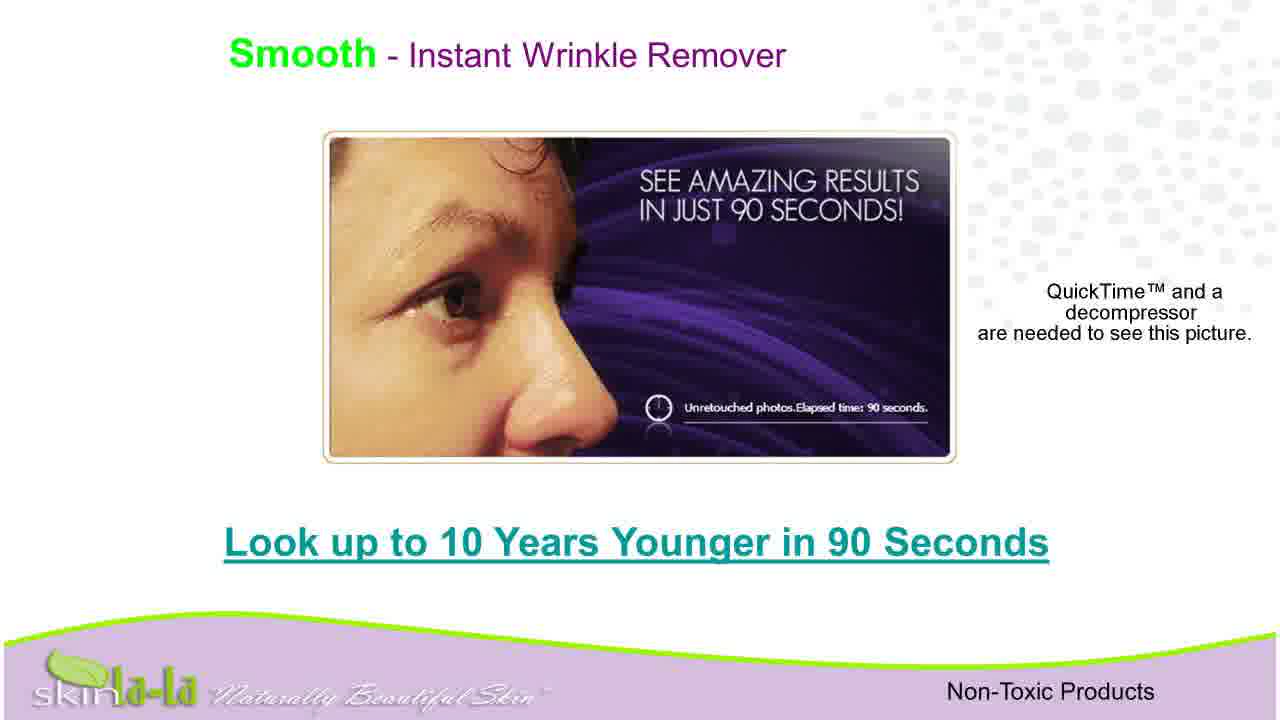 Smooth - Instant Wrinkle Remover
SEE AMAZING RESULTS
IN JUST 90 SECONDS!
QuickTime™ and a
decompressor
are needed to see this picture.
Unretouched photos.Elapsed time: 90 seconds.
Look up to 10 Years Younger in 90 Seconds
skin la-la Naturally Beautiful Skin™
Non-Toxic Products